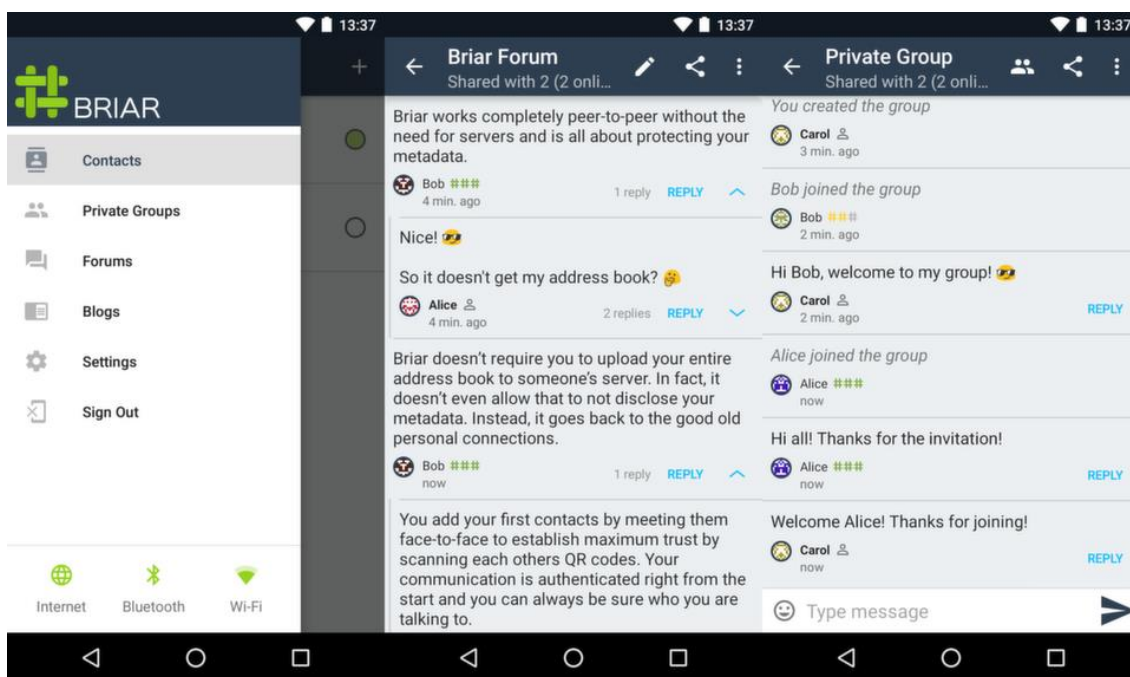 13:37
BRIAR
Contacts
Private Groups
Forums
Blogs
Settings
Sign Out
Internet
Bluetooth
Wi-Fi
13:37
Briar Forum
Shared with 2 (2 onli...
Briar works completely peer-to-peer without the
need for servers and is all about protecting your
metadata.
Bob ###
4 min. ago
1 reply REPLY
Nice! 😎
So it doesn't get my address book? 🤔
Alice
4 min. ago
2 replies REPLY
Briar doesn’t require you to upload your entire
address book to someone’s server. In fact, it
doesn’t even allow that to not disclose your
metadata. Instead, it goes back to the good old
personal connections.
Bob ###
now
1 reply REPLY
You add your first contacts by meeting them
face-to-face to establish maximum trust by
scanning each others QR codes. Your
communication is authenticated right from the
start and you can always be sure who you are
talking to.
13:37
Private Group
Shared with 2 (2 onli...
You created the group
Carol
3 min. ago
Bob joined the group
Bob ###
2 min. ago
Hi Bob, welcome to my group! 😎
Carol
2 min. ago
REPLY
Alice joined the group
Alice ###
now
Hi all! Thanks for the invitation!
Alice ###
now
REPLY
Welcome Alice! Thanks for joining!
Carol
now
REPLY
Type message